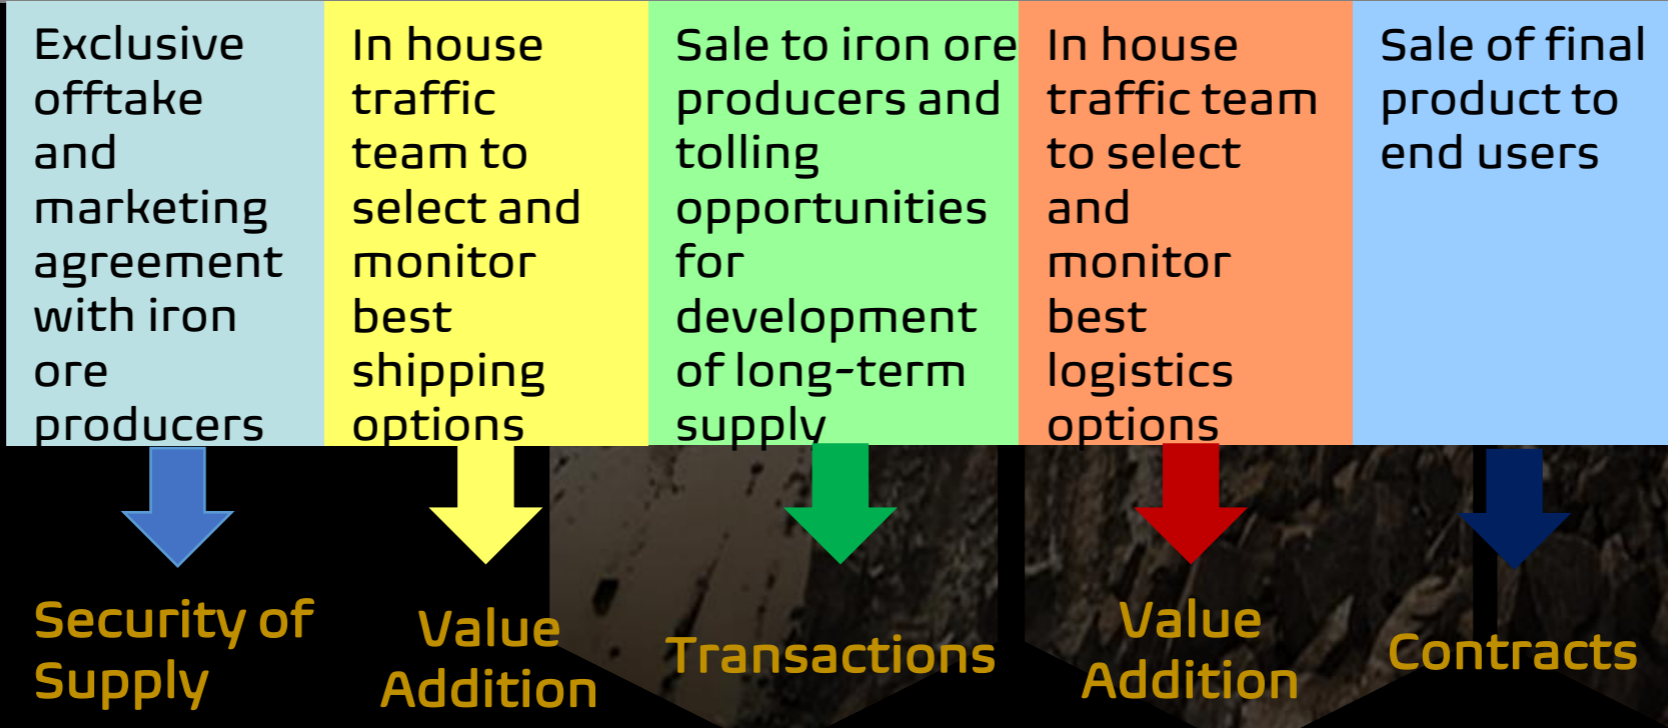 Exclusive
offtake
and
marketing
agreement
with iron
ore
producers
In house
traffic
team to
select and
monitor
best
shipping
options
Sale to iron ore
producers and
tolling
opportunities
for
development
of long-term
supply
In house
traffic team
to select
and
monitor
best
logistics
options
Sale of final
product to
end users
Security of
Supply
Value
Addition
Transactions
Value
Addition
Contracts